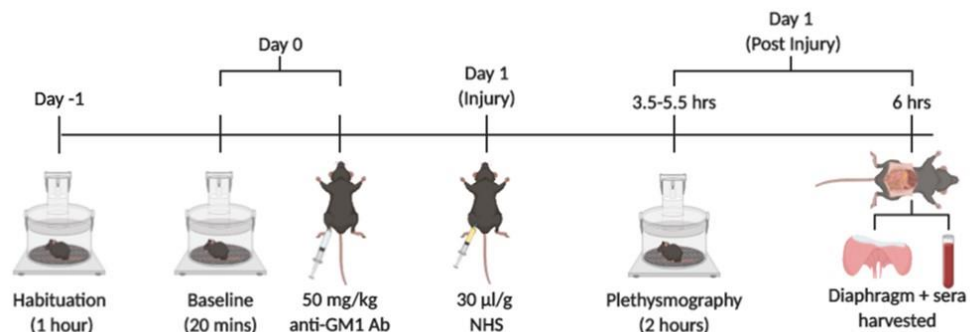 Day -1
Day 0
Day 1
(Injury)
Day 1
(Post Injury)
3.5-5.5 hrs
6 hrs
Habituation
(1 hour)
Baseline
(20 mins)
50 mg/kg
anti-GM1 Ab
30 µl/g
NHS
Plethysmography
(2 hours)
Diaphragm + sera
harvested